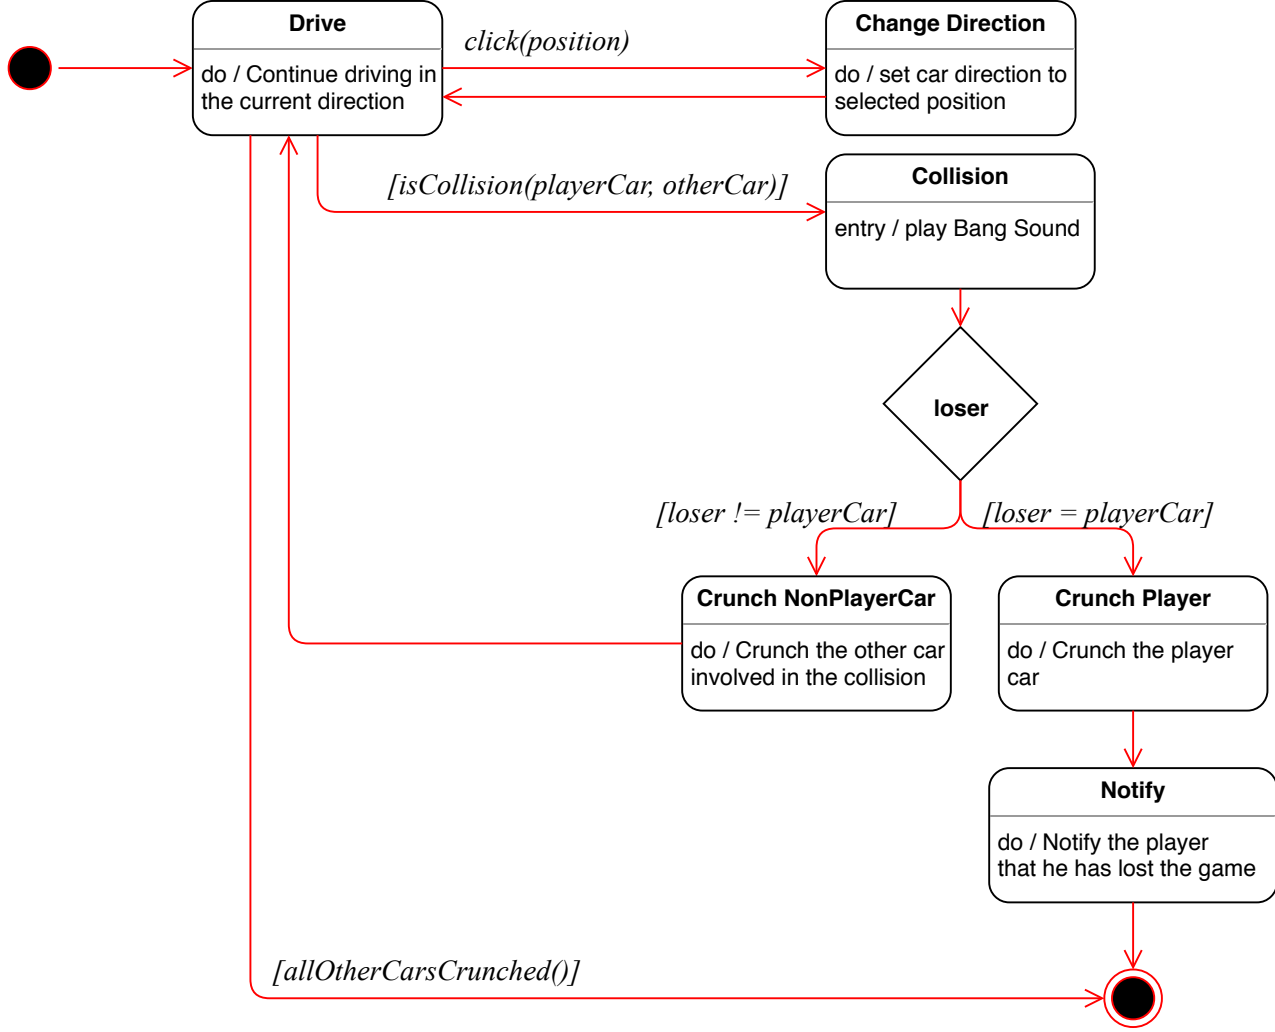 Drive
do / Continue driving in
the current direction
click(position)
Change Direction
do / set car direction to
selected position
[isCollision(playerCar, otherCar)]
Collision
entry / play Bang Sound
loser
[loser != playerCar]
[loser = playerCar]
Crunch NonPlayerCar
do / Crunch the other car
involved in the collision
Crunch Player
do / Crunch the player
car
Notify
do / Notify the player
that he has lost the game
[allOtherCarsCrunched()]